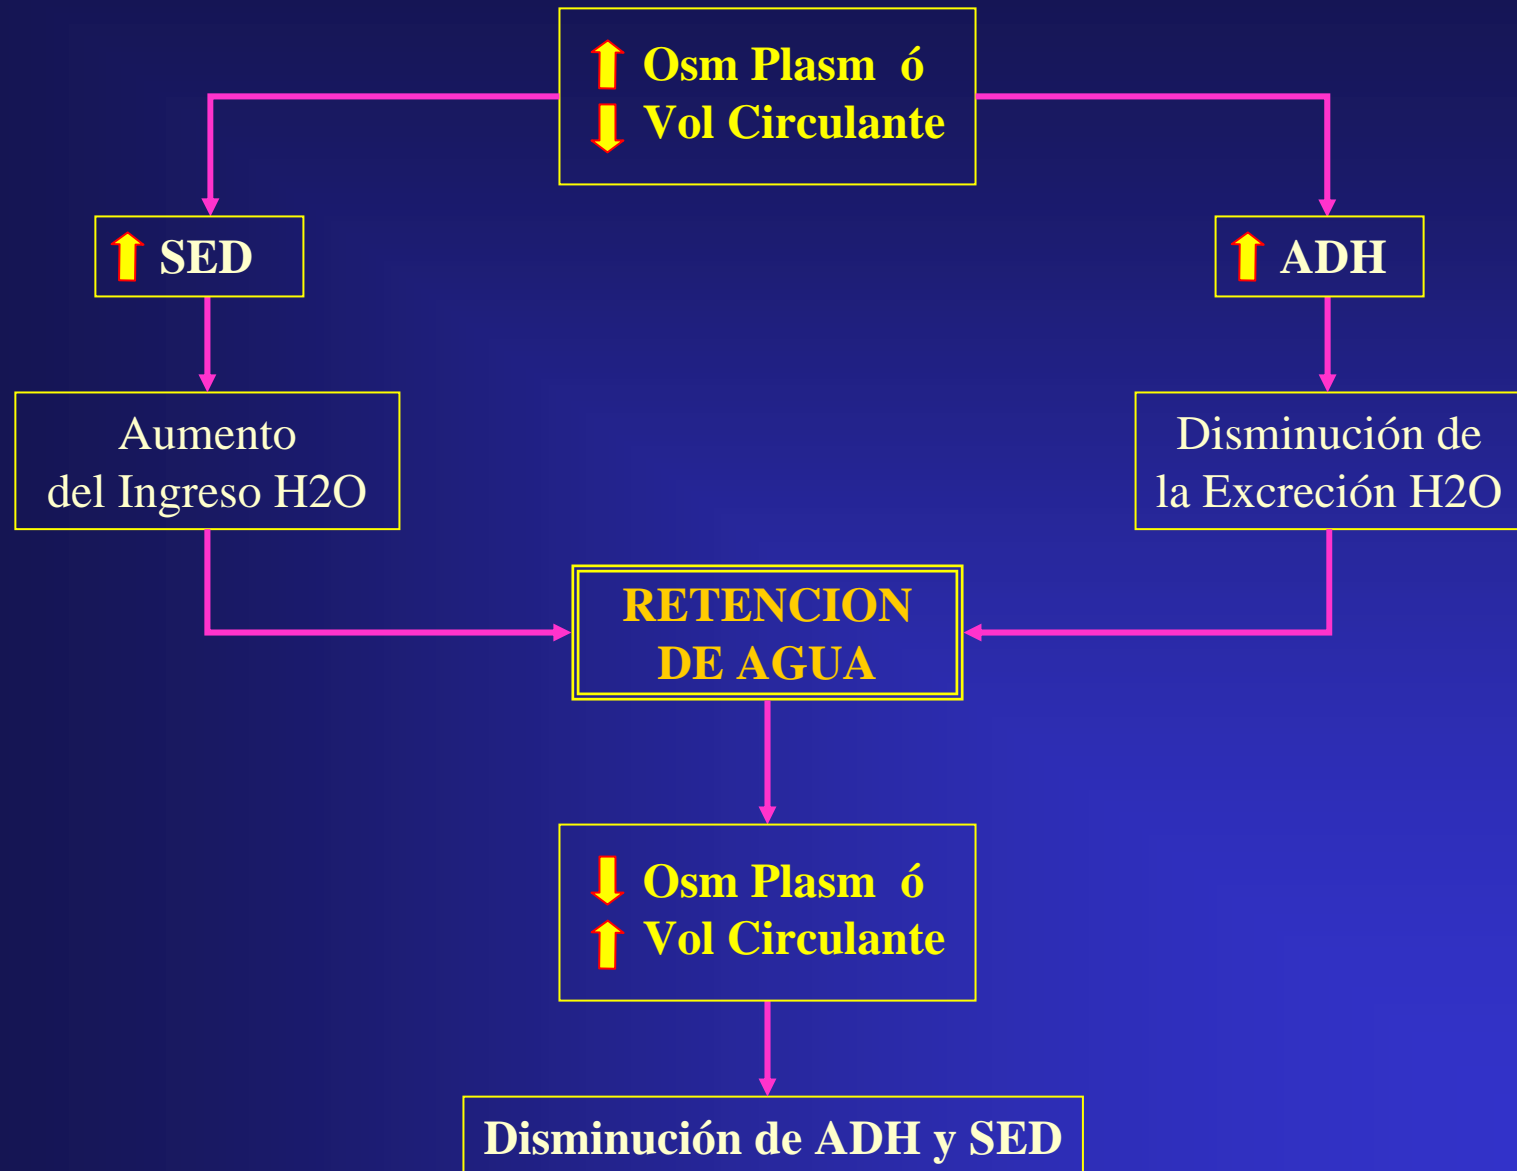 Osm Plasm ó
Vol Circulante
SED
ADH
Aumento
del Ingreso H2O
Disminución de
la Excreción H2O
RETENCION
DE AGUA
Osm Plasm ó
Vol Circulante
Disminución de ADH y SED